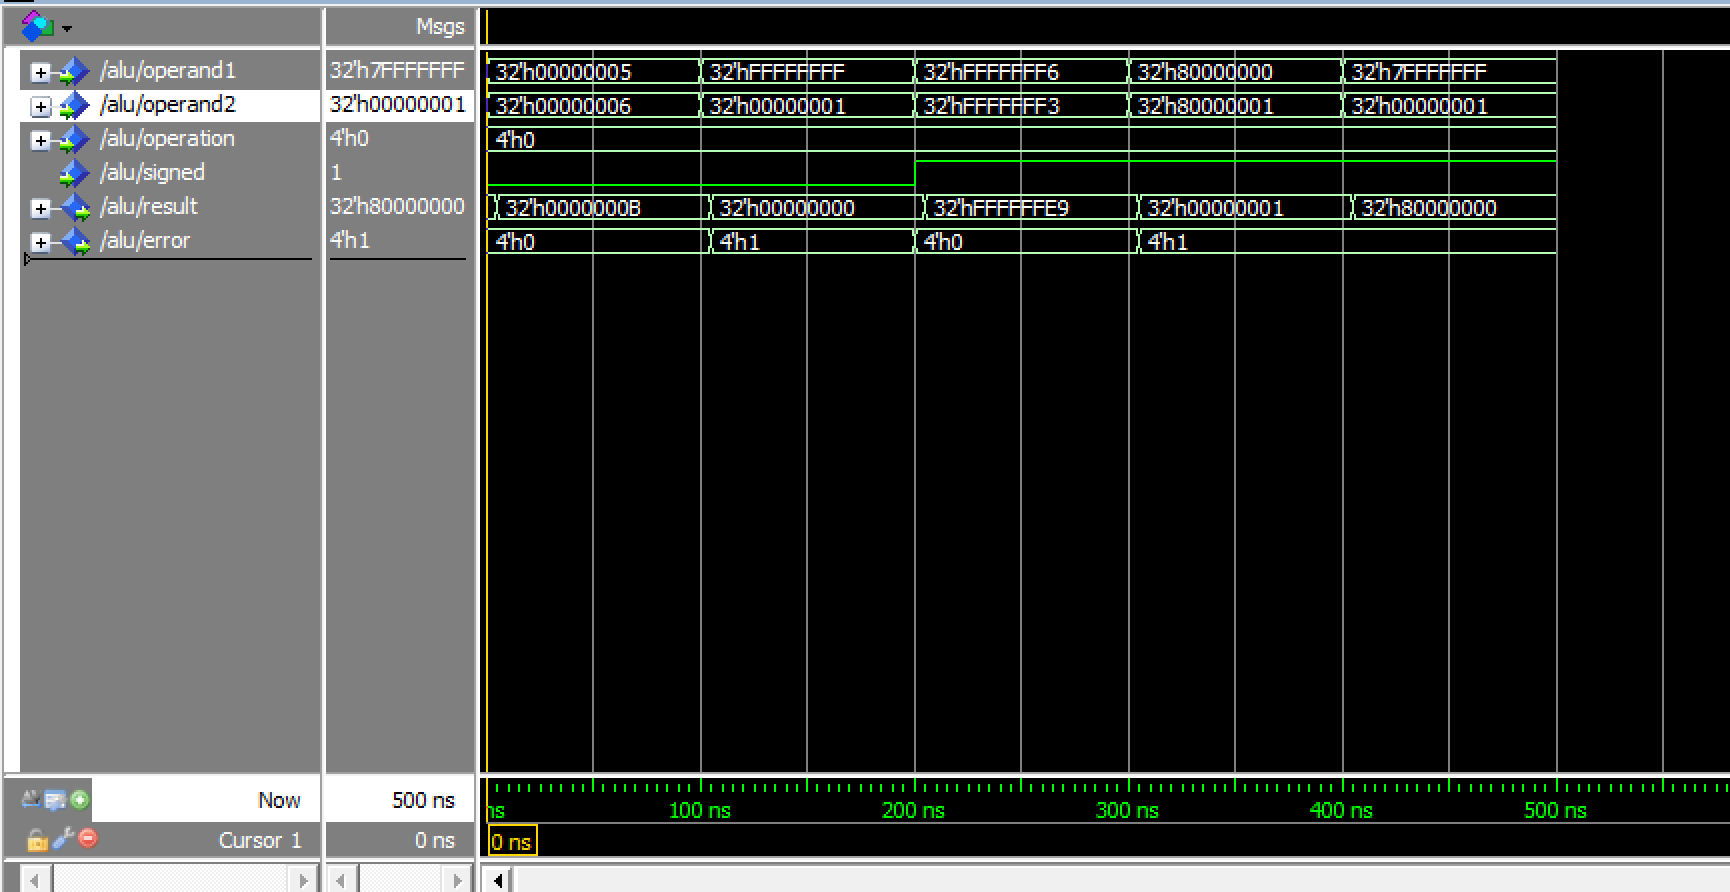 Msgs
/alu/operand1 32'h7FFFFFFF 32'h00000005 32'hFFFFFFFF 32'hFFFFFFF6 32'h80000000 32'h7FFFFFFF
/alu/operand2 32'h00000001 32'h00000006 32'h00000001 32'hFFFFFFF3 32'h80000001 32'h00000001
/alu/operation 4'h0 4'h0
/alu/signed 1
/alu/result 32'h80000000 32'h0000000B 32'h00000000 32'hFFFFFFE9 32'h00000001 32'h80000000
/alu/error 4'h1 4'h0 4'h1 4'h0 4'h1
Now 500 ns ns 100 ns 200 ns 300 ns 400 ns 500 ns
Cursor 1 0 ns 0 ns